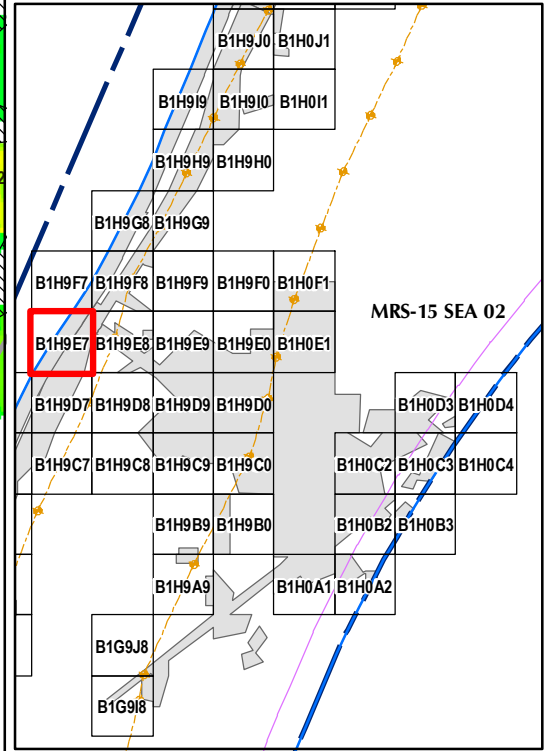 B1H9J0 B1H0J1
B1H9I9 B1H9I0 B1H0I1
B1H9H9 B1H9H0
B1H9G8 B1H9G9
B1H9F7 B1H9F8 B1H9F9 B1H9F0 B1H0F1
MRS-15 SEA 02
B1H9E7 B1H9E8 B1H9E9 B1H9E0 B1H0E1
B1H9D7 B1H9D8 B1H9D9 B1H9D0 B1H0D3 B1H0D4
B1H9C7 B1H9C8 B1H9C9 B1H9C0 B1H0C2 B1H0C3 B1H0C4
B1H9B9 B1H9B0 B1H0B2 B1H0B3
B1H9A9 B1H0A1 B1H0A2
B1G9J8
B1G9I8